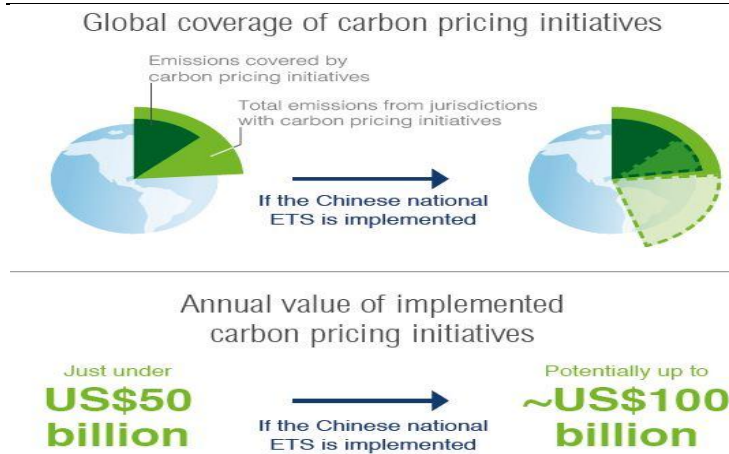 Global coverage of carbon pricing initiatives
Emissions covered by
carbon pricing initiatives
Total emissions from jurisdictions
with carbon pricing initiatives
If the Chinese national
ETS is implemented
Annual value of implemented
carbon pricing initiatives
Just under
US$50
billion
If the Chinese national
ETS is implemented
Potentially up to
~US$100
billion